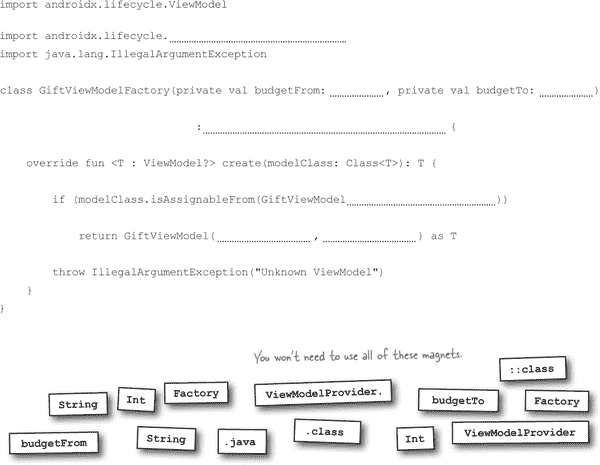 import androidx.lifecycle.ViewModel
import androidx.lifecycle.
import java.lang.IllegalArgumentException
class GiftViewModelFactory(private val budgetFrom: , private val budgetTo: )
: {
override fun <T : ViewModel?> create(modelClass: Class<T>): T {
if (modelClass.isAssignableFrom(GiftViewModel ))
return GiftViewModel( , ) as T
throw IllegalArgumentException("Unknown ViewModel")
}
}
You won't need to use all of these magnets.
::class
String Int Factory ViewModelProvider. budgetTo Factory
budgetFrom String .java .class Int ViewModelProvider